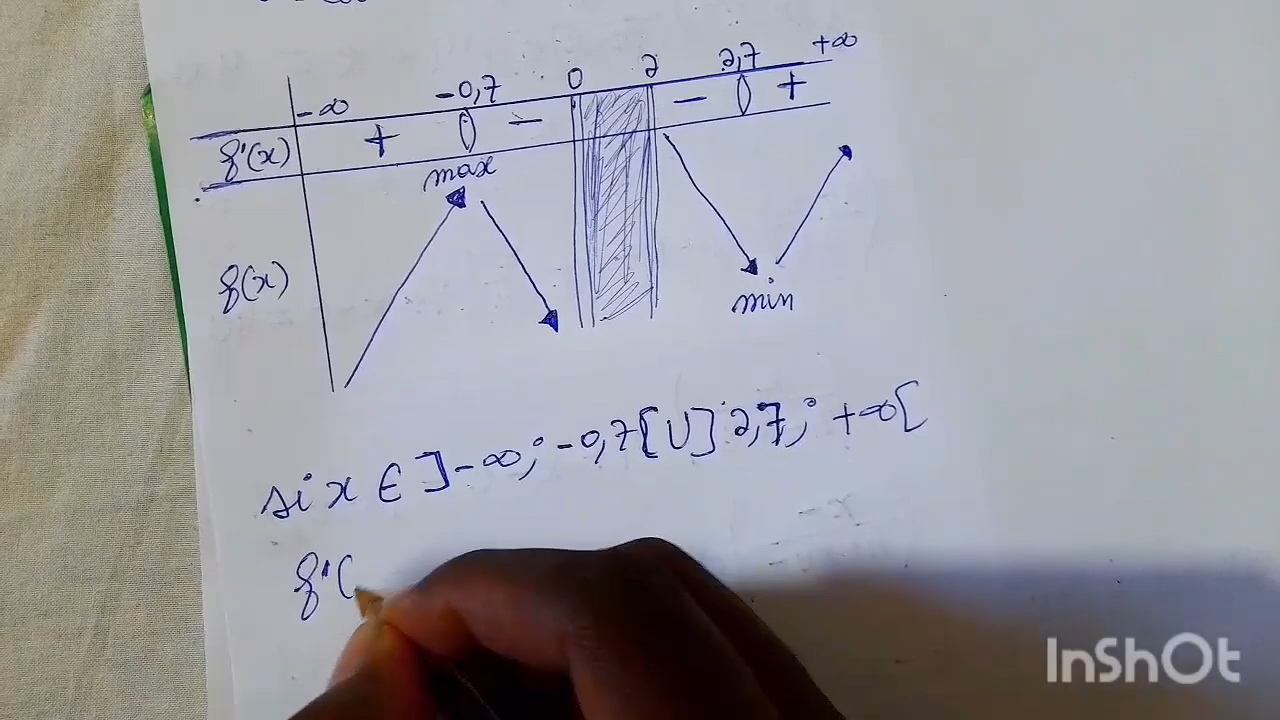 -∞ -0,7 0 2 2,7 +∞
f'(x) + 0 - - 0 +
max
f(x)
min
si x ∈ ]-∞; -0,7[ U ] 2,7; +∞[
f'(
InShOt